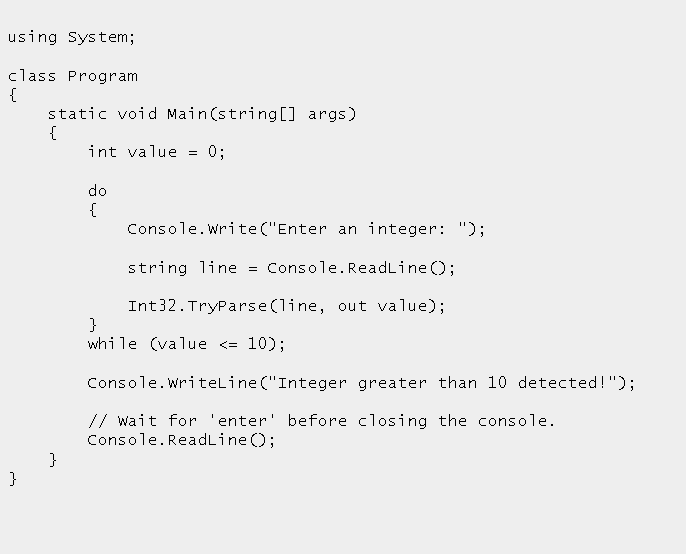 using System;
class Program
{
    static void Main(string[] args)
    {
        int value = 0;
        do
        {
            Console.Write("Enter an integer: ");
            string line = Console.ReadLine();
            Int32.TryParse(line, out value);
        }
        while (value <= 10);
        Console.WriteLine("Integer greater than 10 detected!");
        // Wait for 'enter' before closing the console.
        Console.ReadLine();
    }
}